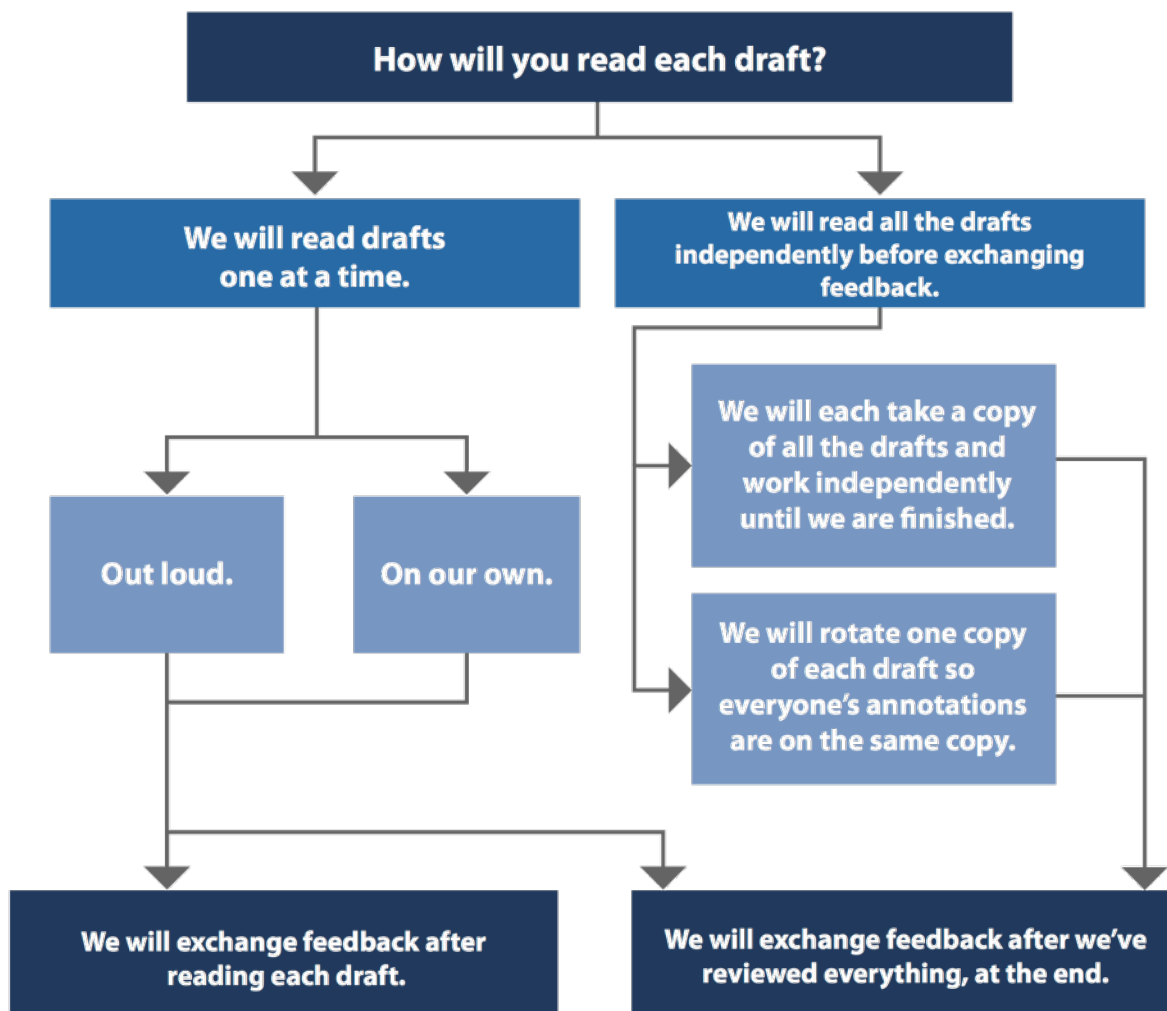 How will you read each draft?
We will read drafts
one at a time.
We will read all the drafts
independently before exchanging
feedback.
We will each take a copy
of all the drafts and
work independently
until we are finished.
Out loud.
On our own.
We will rotate one copy
of each draft so
everyone’s annotations
are on the same copy.
We will exchange feedback after
reading each draft.
We will exchange feedback after we’ve
reviewed everything, at the end.